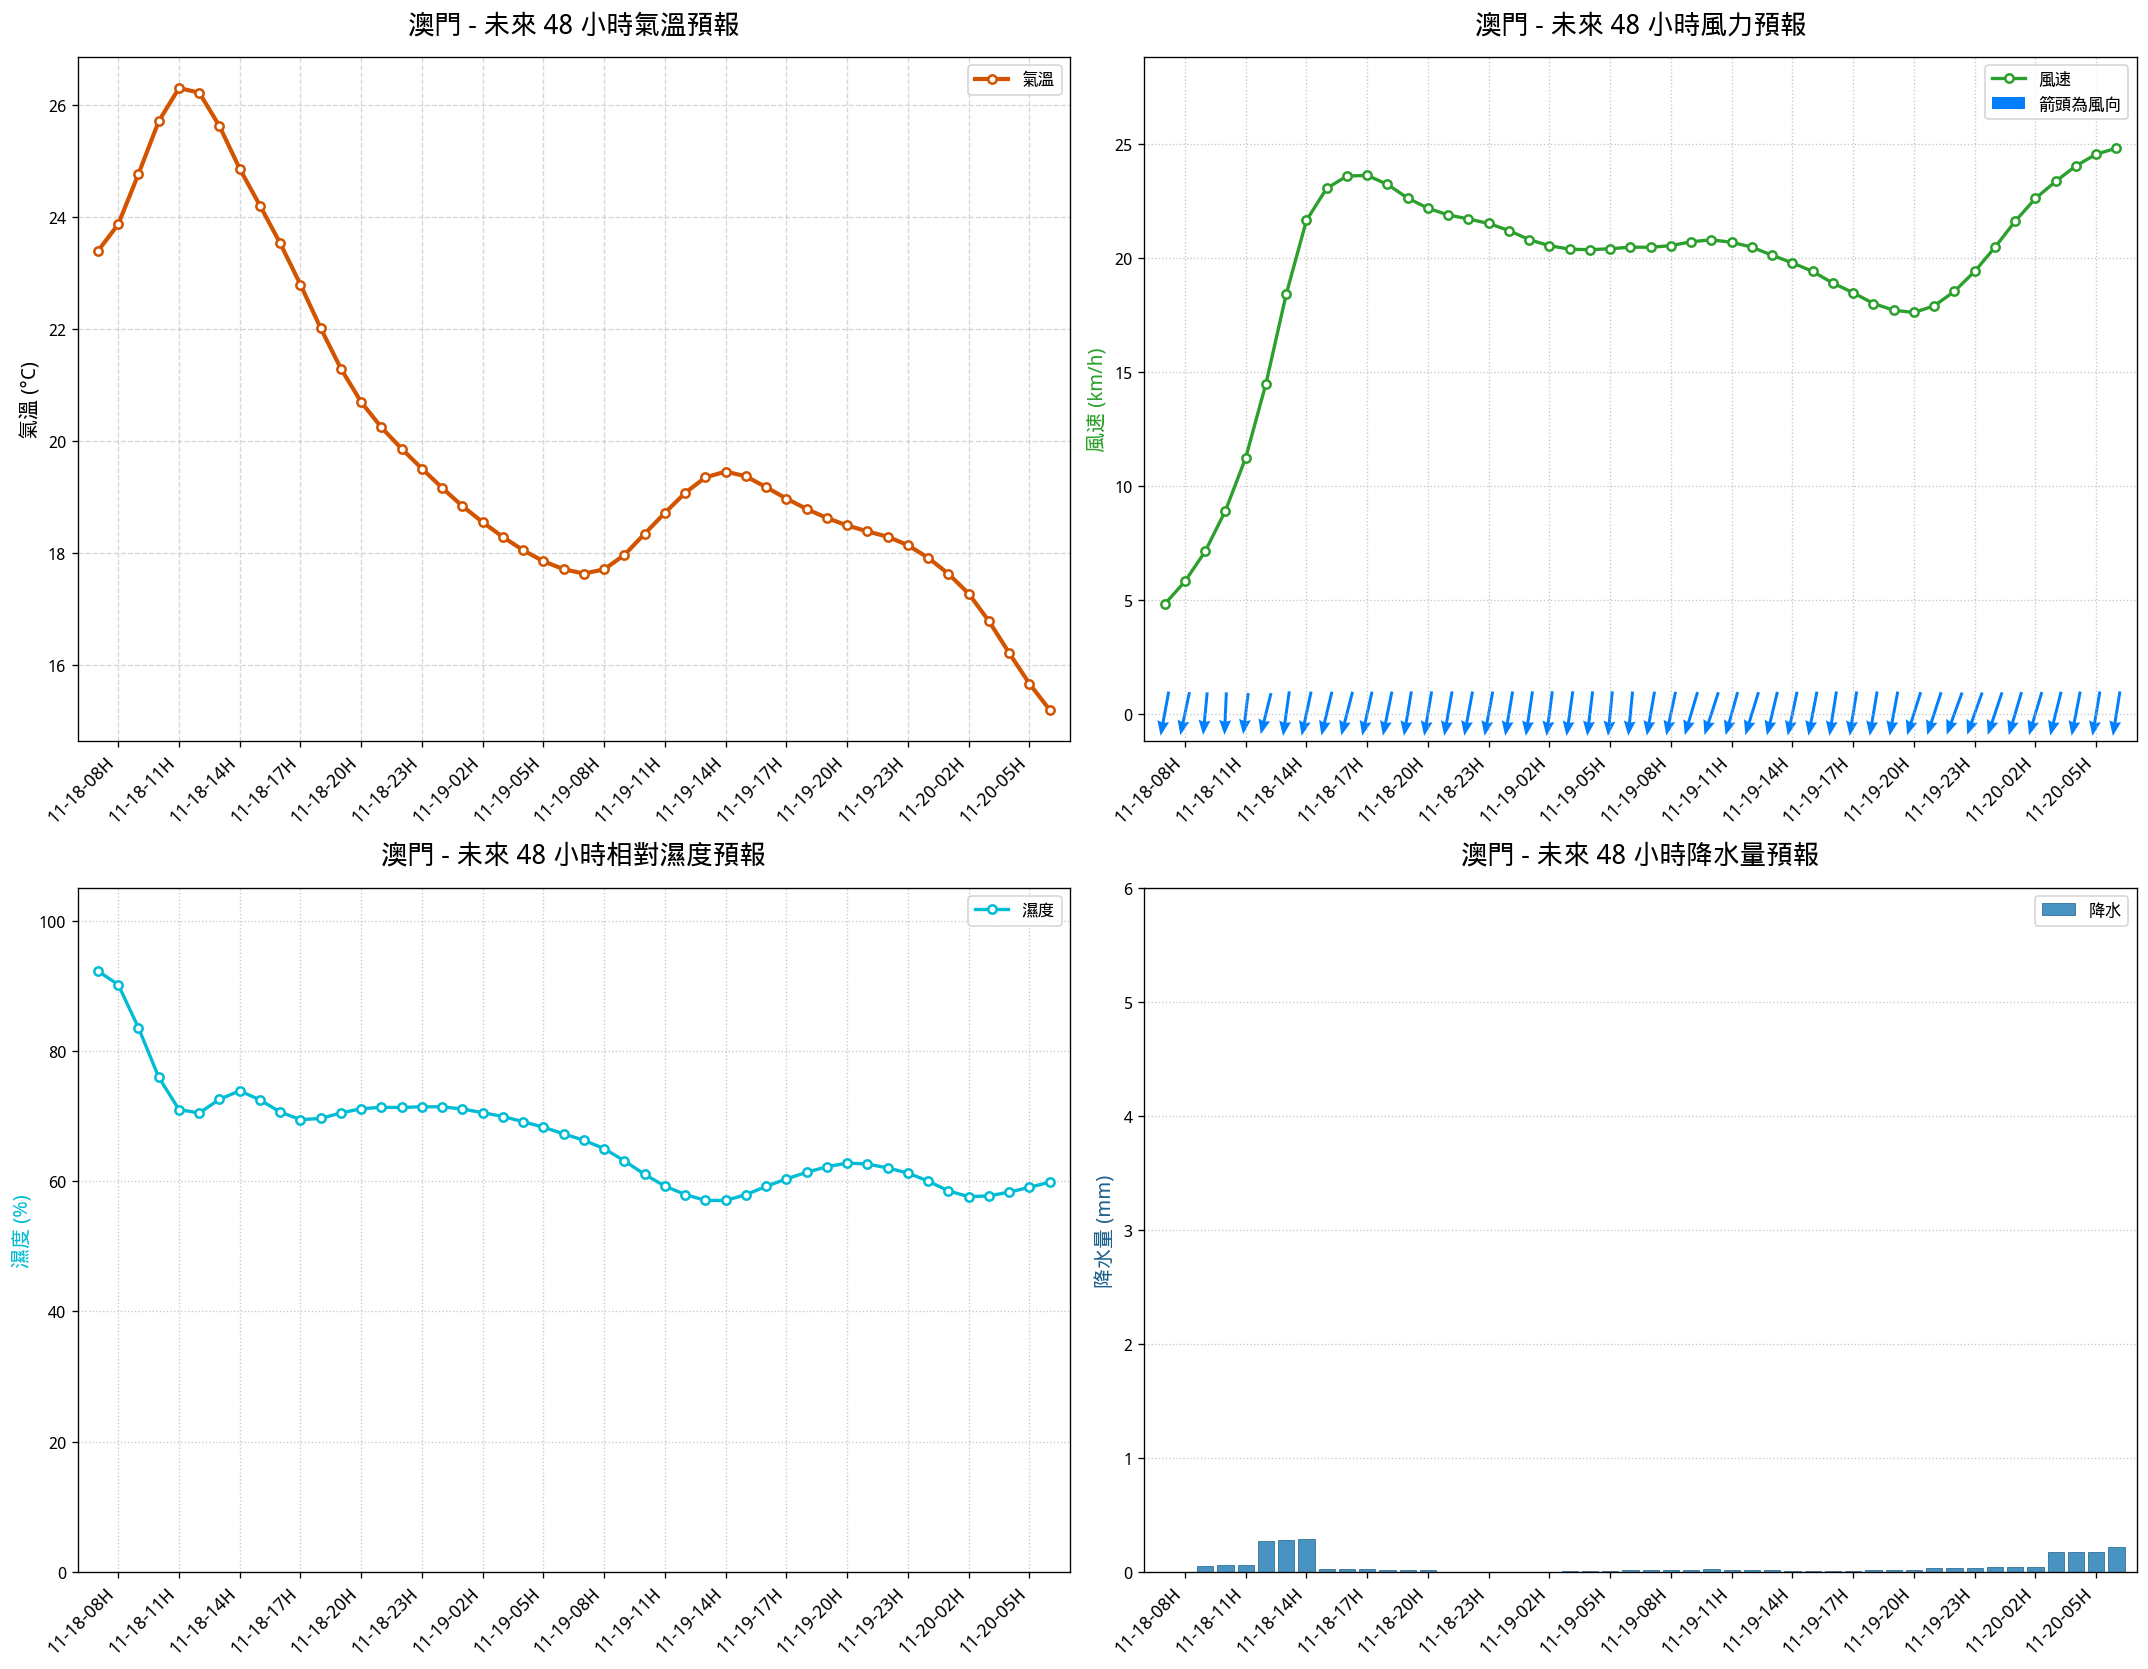 澳門 - 未來 48 小時氣溫預報
氣溫
26
24
22
20
18
16
氣溫 (°C)
11-18-08H
11-18-11H
11-18-14H
11-18-17H
11-18-20H
11-18-23H
11-19-02H
11-19-05H
11-19-08H
11-19-11H
11-19-14H
11-19-17H
11-19-20H
11-19-23H
11-20-02H
11-20-05H
澳門 - 未來 48 小時風力預報
風速
箭頭為風向
25
20
15
10
5
0
風速 (km/h)
11-18-08H
11-18-11H
11-18-14H
11-18-17H
11-18-20H
11-18-23H
11-19-02H
11-19-05H
11-19-08H
11-19-11H
11-19-14H
11-19-17H
11-19-20H
11-19-23H
11-20-02H
11-20-05H
澳門 - 未來 48 小時相對濕度預報
濕度
100
80
60
40
20
0
濕度 (%)
11-18-08H
11-18-11H
11-18-14H
11-18-17H
11-18-20H
11-18-23H
11-19-02H
11-19-05H
11-19-08H
11-19-11H
11-19-14H
11-19-17H
11-19-20H
11-19-23H
11-20-02H
11-20-05H
澳門 - 未來 48 小時降水量預報
降水
6
5
4
3
2
1
0
降水量 (mm)
11-18-08H
11-18-11H
11-18-14H
11-18-17H
11-18-20H
11-18-23H
11-19-02H
11-19-05H
11-19-08H
11-19-11H
11-19-14H
11-19-17H
11-19-20H
11-19-23H
11-20-02H
11-20-05H